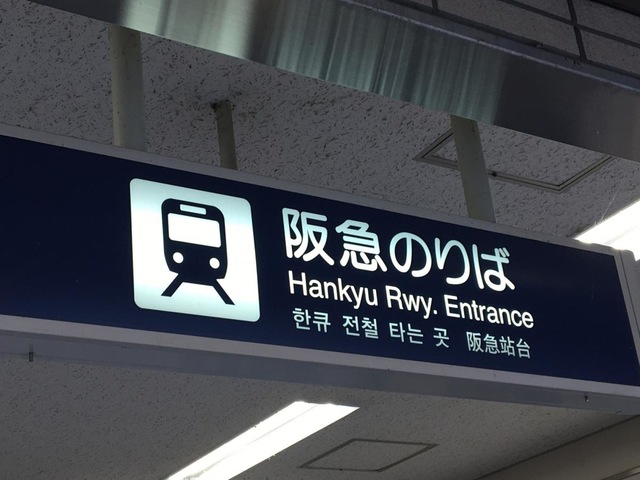 阪急のりば
Hankyu Rwy. Entrance
한큐 전철 타는 곳 阪急站台